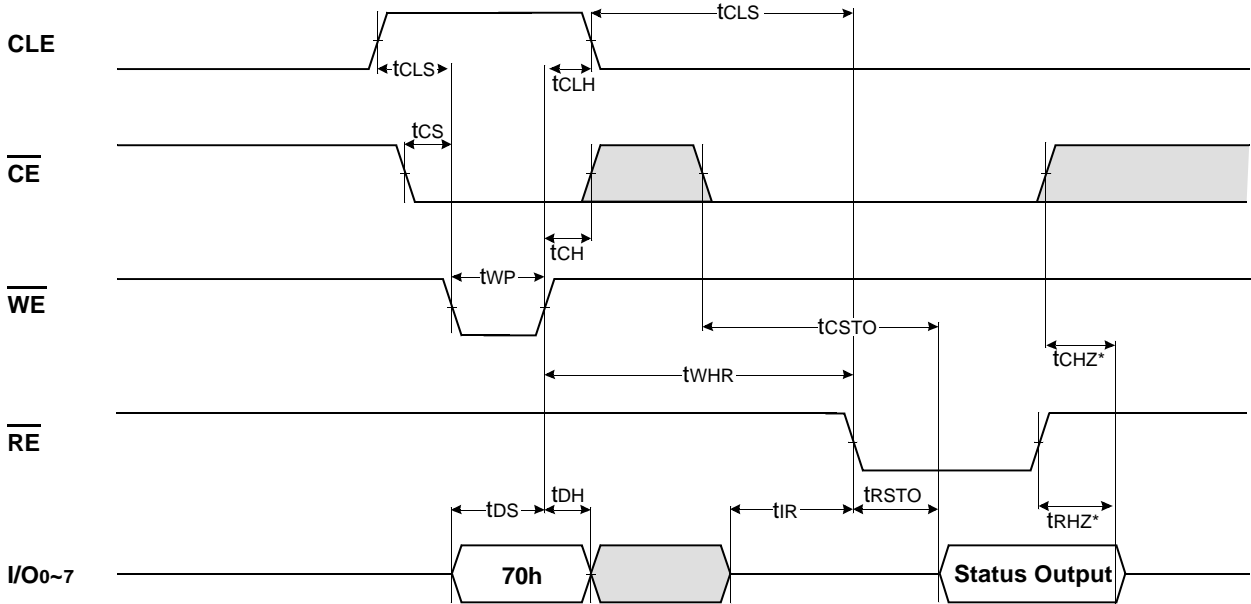 tCLS
CLE
tCLS
tCLH
tCS
CE
tCH
tWP
WE
tCSTO
tCHZ*
tWHR
RE
tDH
tDS
tIR
tRSTO
tRHZ*
I/O0~7
70h
Status Output